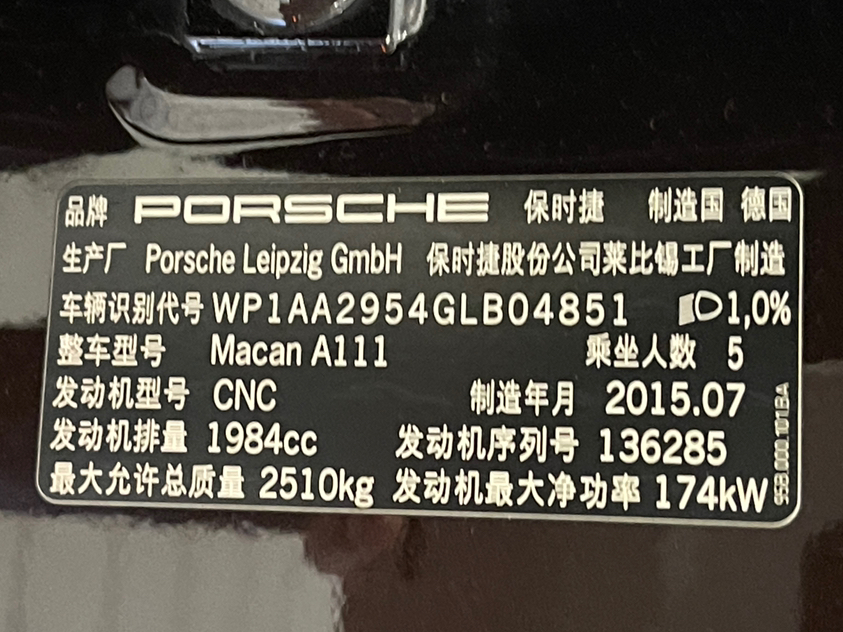 品牌 PORSCHE 保时捷 制造国 德国
生产厂 Porsche Leipzig GmbH 保时捷股份公司莱比锡工厂制造
车辆识别代号 WP1AA2954GLB04851 1,0%
整车型号 Macan A111 乘坐人数 5
发动机型号 CNC 制造年月 2015.07
发动机排量 1984cc 发动机序列号 136285
最大允许总质量 2510kg 发动机最大净功率 174kW